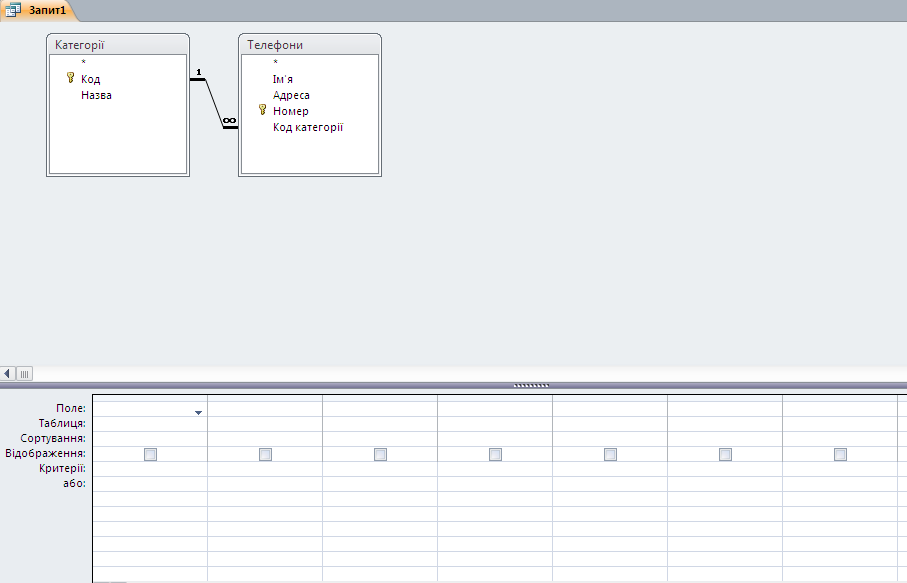 Запит1
Категорії
*
Код
Назва
1
∞
Телефони
*
Ім'я
Адреса
Номер
Код категорії
Поле:
Таблиця:
Сортування:
Відображення:
Критерії:
або: